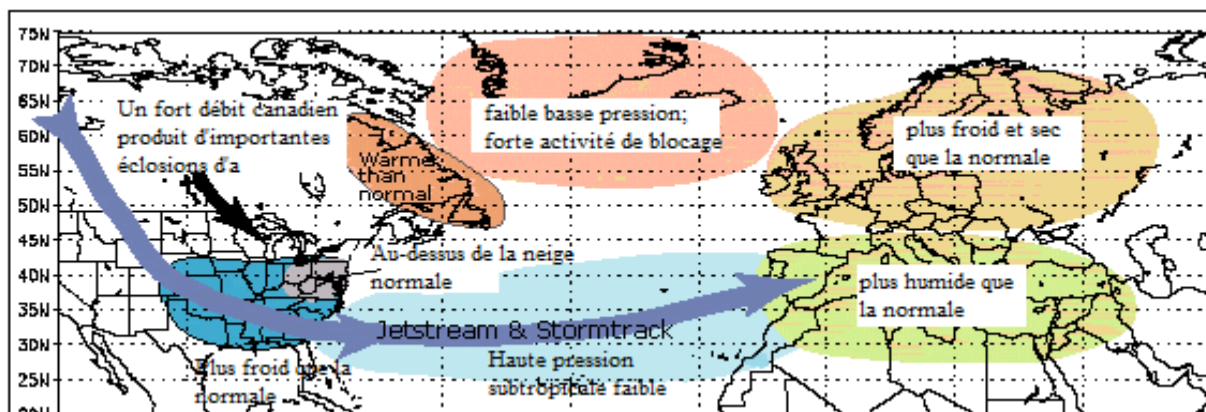 75N
70N
65N
60N
55N
50N
45N
40N
35N
30N
25N
20N
Un fort débit canadien
produit d'importantes
éclosions d'a
faible basse pression;
forte activité de blocage
plus froid et sec
que la normale
Warme
than
normal
Au-dessus de la neige
normale
plus humide que
la normale
Jetstream & Stormtrack
Haute pression
subtropicale faible
Plus froid que la
normale